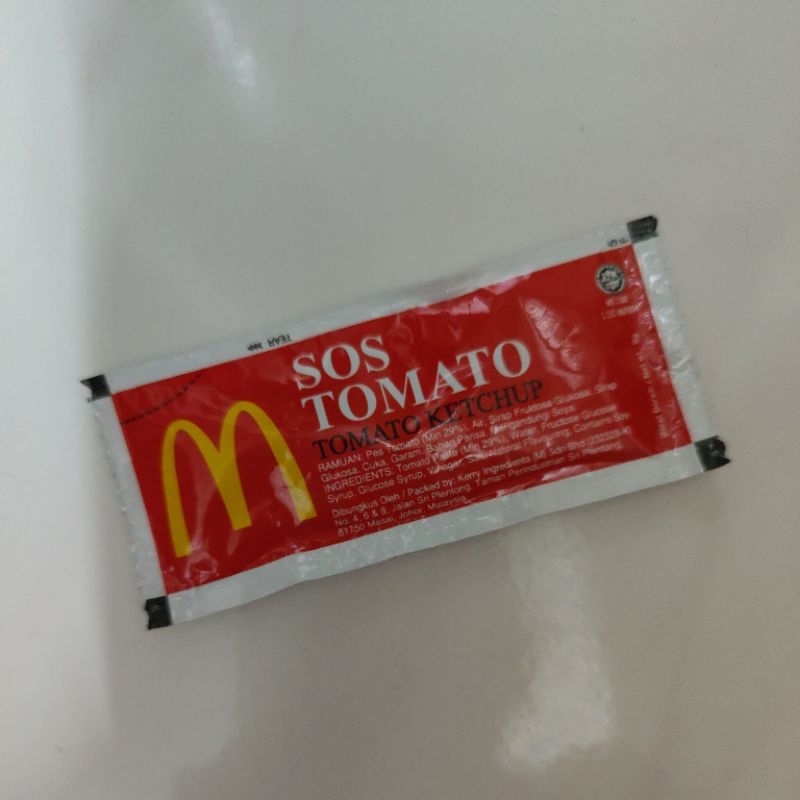 TEAR
SOS
TOMATO
TOMATO KETCHUP
RAMUAN: Pes Tomato (Min 29%), Air, Sirap Fruktosa Glukosa, Sirap
Glukosa, Cuka, Garam, Bahan Perisa. Mengandungi Soya.
INGREDIENTS: Tomato Paste (Min 29%), Water, Fructose Glucose
Syrup, Glucose Syrup, Vinegar, Salt, Natural Flavouring. Contains Soy.
Dibungkus Oleh / Packed by: Kerry Ingredients (M) Sdn Bhd (232328-K)
No. 4, 6 & 8, Jalan Sri Plentong, Taman Perindustrian Sri Plentong,
81750 Masai, Johor, Malaysia.